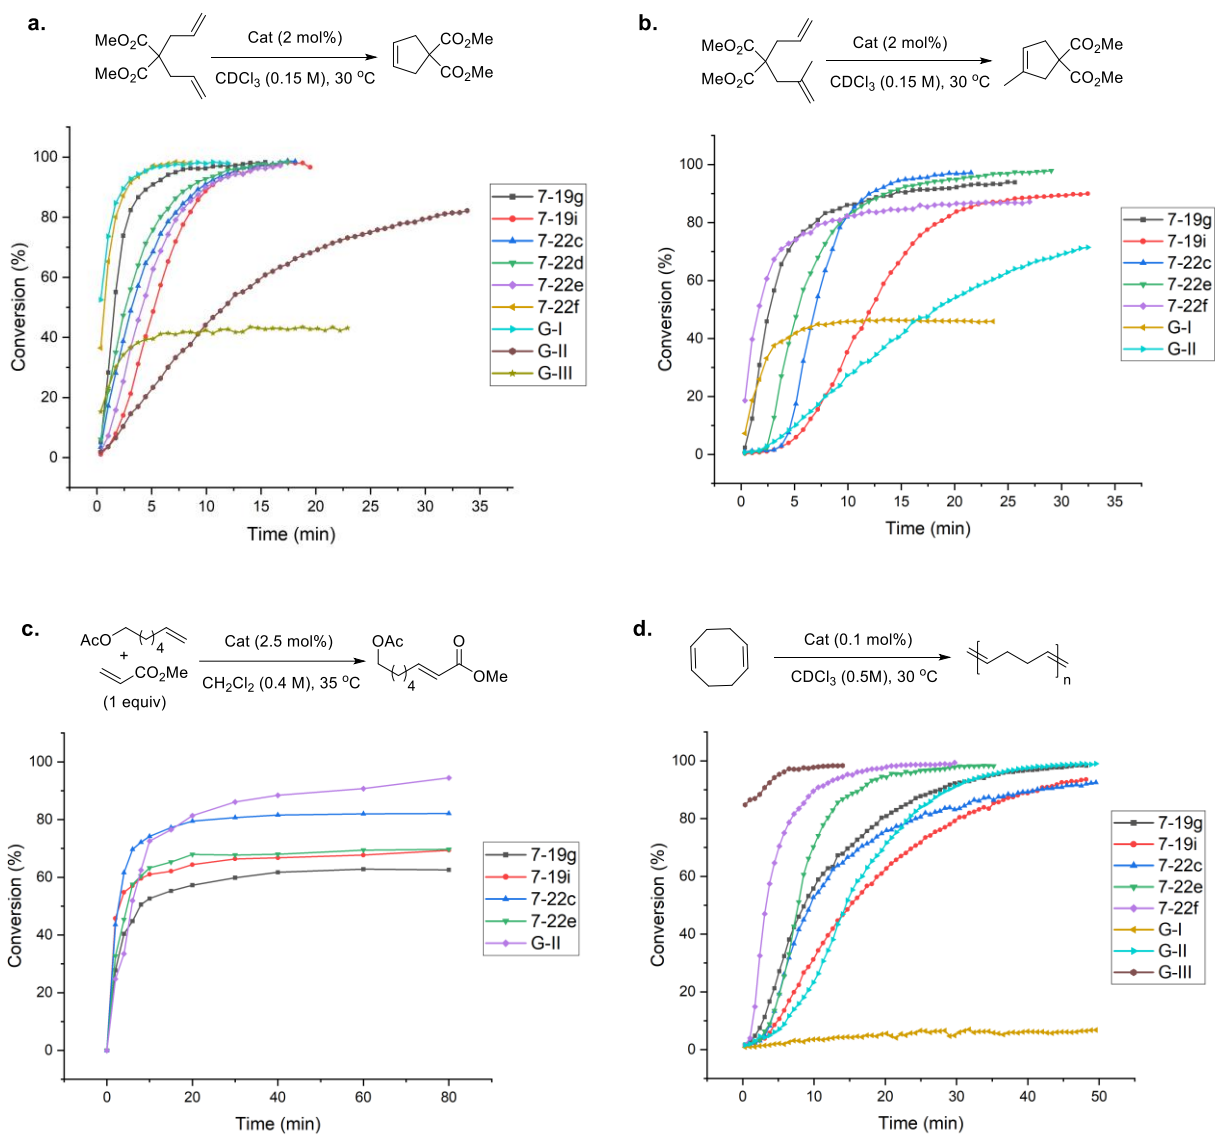 a.
MeO₂C
MeO₂C
Cat (2 mol%)
CDCl₃ (0.15 M), 30 °C
CO₂Me
CO₂Me
100
80
60
40
20
0
Conversion (%)
0 5 10 15 20 25 30 35
Time (min)
7-19g
7-19i
7-22c
7-22d
7-22e
7-22f
G-I
G-II
G-III
b.
MeO₂C
MeO₂C
Cat (2 mol%)
CDCl₃ (0.15 M), 30 °C
CO₂Me
CO₂Me
100
80
60
40
20
0
Conversion (%)
0 5 10 15 20 25 30 35
Time (min)
7-19g
7-19i
7-22c
7-22e
7-22f
G-I
G-II
c.
AcO
4
+
CO₂Me
(1 equiv)
Cat (2.5 mol%)
CH₂Cl₂ (0.4 M), 35 °C
OAc
O
4
OMe
100
80
60
40
20
0
Conversion (%)
0 20 40 60 80
Time (min)
7-19g
7-19i
7-22c
7-22e
G-II
d.
Cat (0.1 mol%)
CDCl₃ (0.5M), 30 °C
n
100
80
60
40
20
0
Conversion (%)
0 10 20 30 40 50
Time (min)
7-19g
7-19i
7-22c
7-22e
7-22f
G-I
G-II
G-III